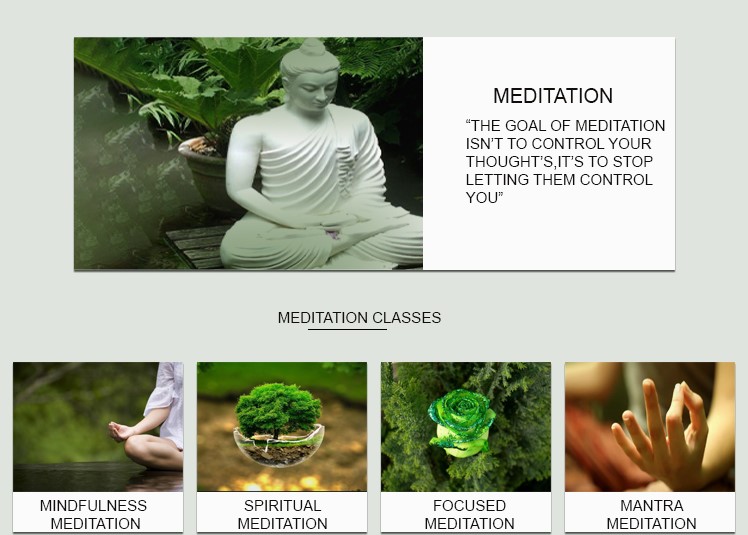 MEDITATION
“THE GOAL OF MEDITATION
ISN’T TO CONTROL YOUR
THOUGHT’S,IT’S TO STOP
LETTING THEM CONTROL
YOU”
MEDITATION CLASSES
MINDFULNESS
MEDITATION
SPIRITUAL
MEDITATION
FOCUSED
MEDITATION
MANTRA
MEDITATION